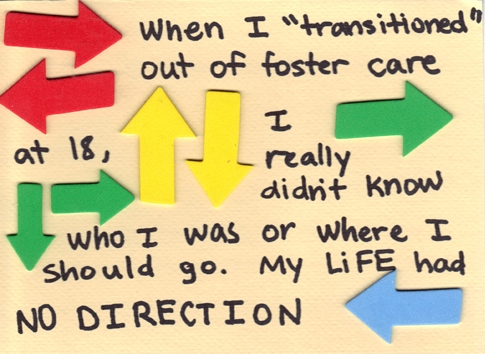 When I "transitioned"
out of foster care
at 18, I
really
didn't know
who I was or where I
should go. My LiFE had
NO DIRECTION